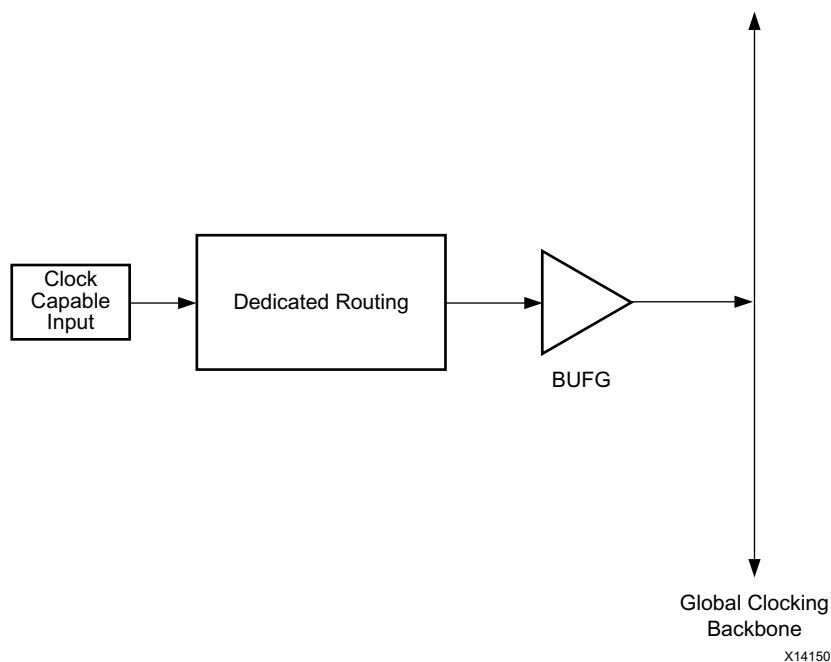 Clock
Capable
Input
Dedicated Routing
BUFG
Global Clocking
Backbone
X14150